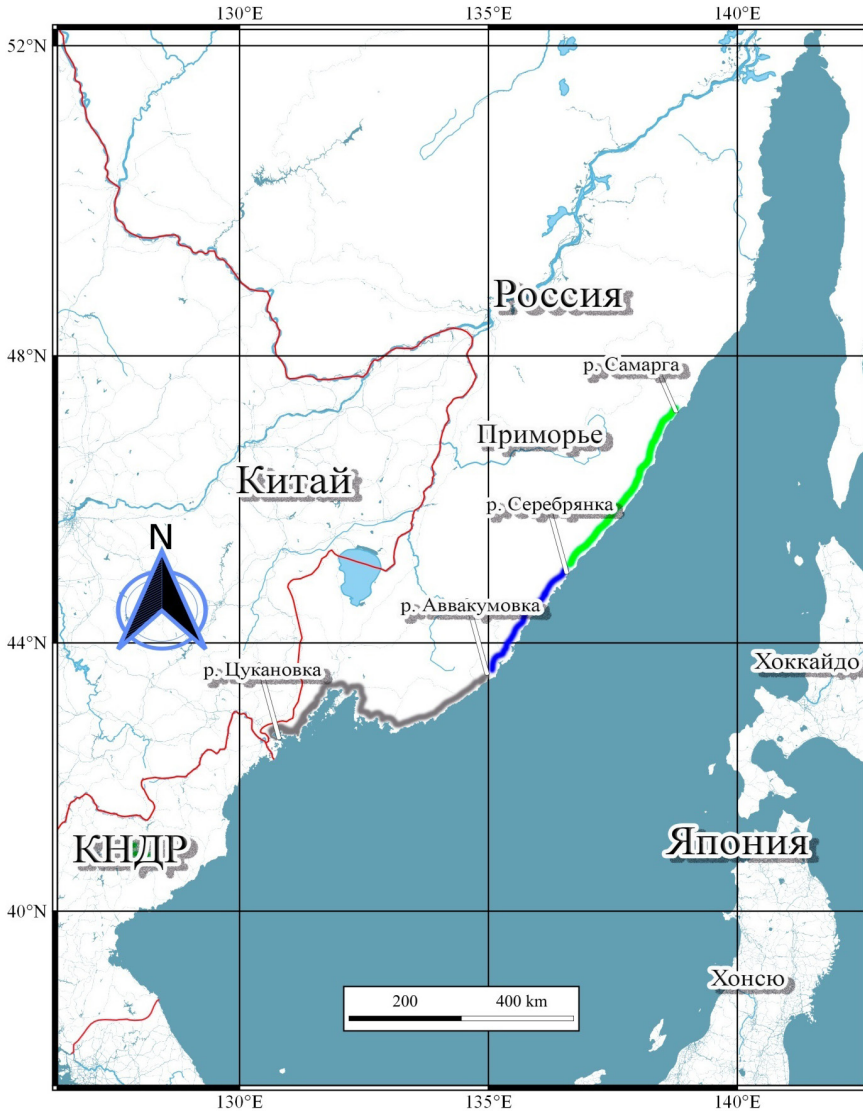 130°E
135°E
140°E
52°N
Россия
48°N
р. Самарга
Приморье
Китай
р. Серебрянка
N
р. Аввакумовка
44°N
р. Цукановка
Хоккайдо
КНДР
Япония
40°N
Хонсю
200
400 km
130°E
135°E
140°E